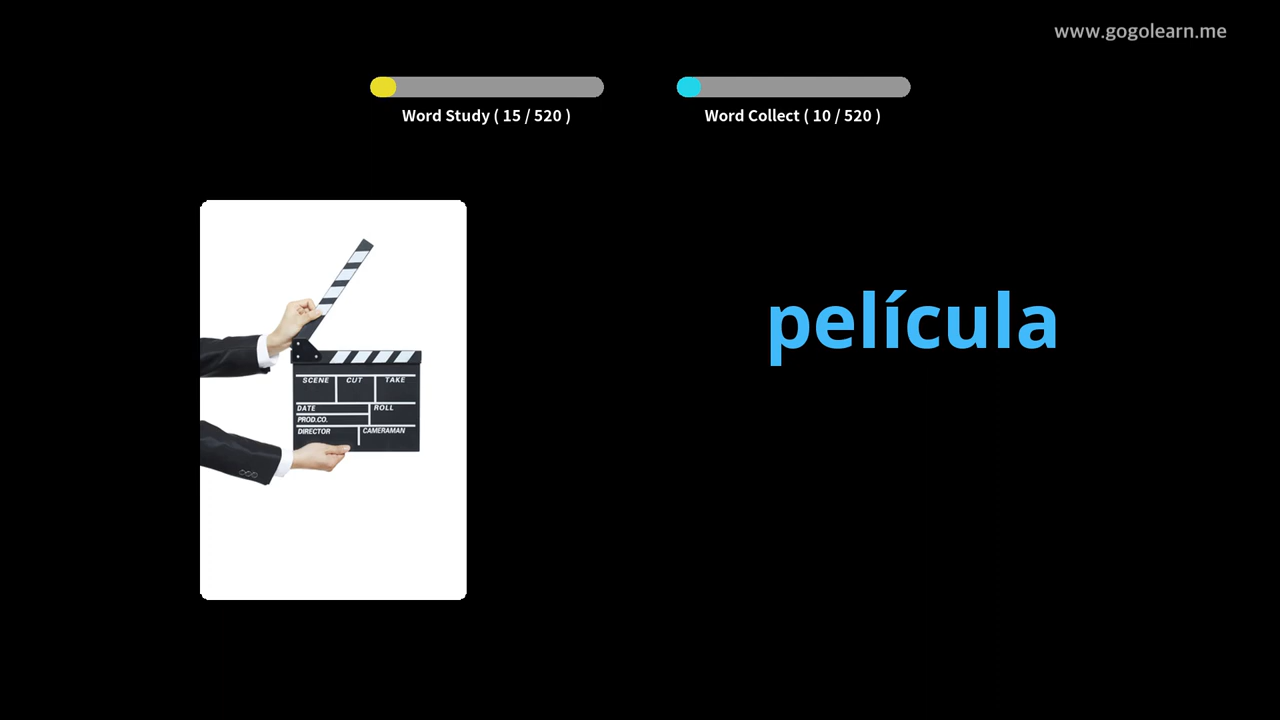 www.gogolearn.me
Word Study ( 15 / 520 )
Word Collect ( 10 / 520 )
película
SCENE CUT TAKE
DATE ROLL
PROD.CO.
DIRECTOR CAMERAMAN